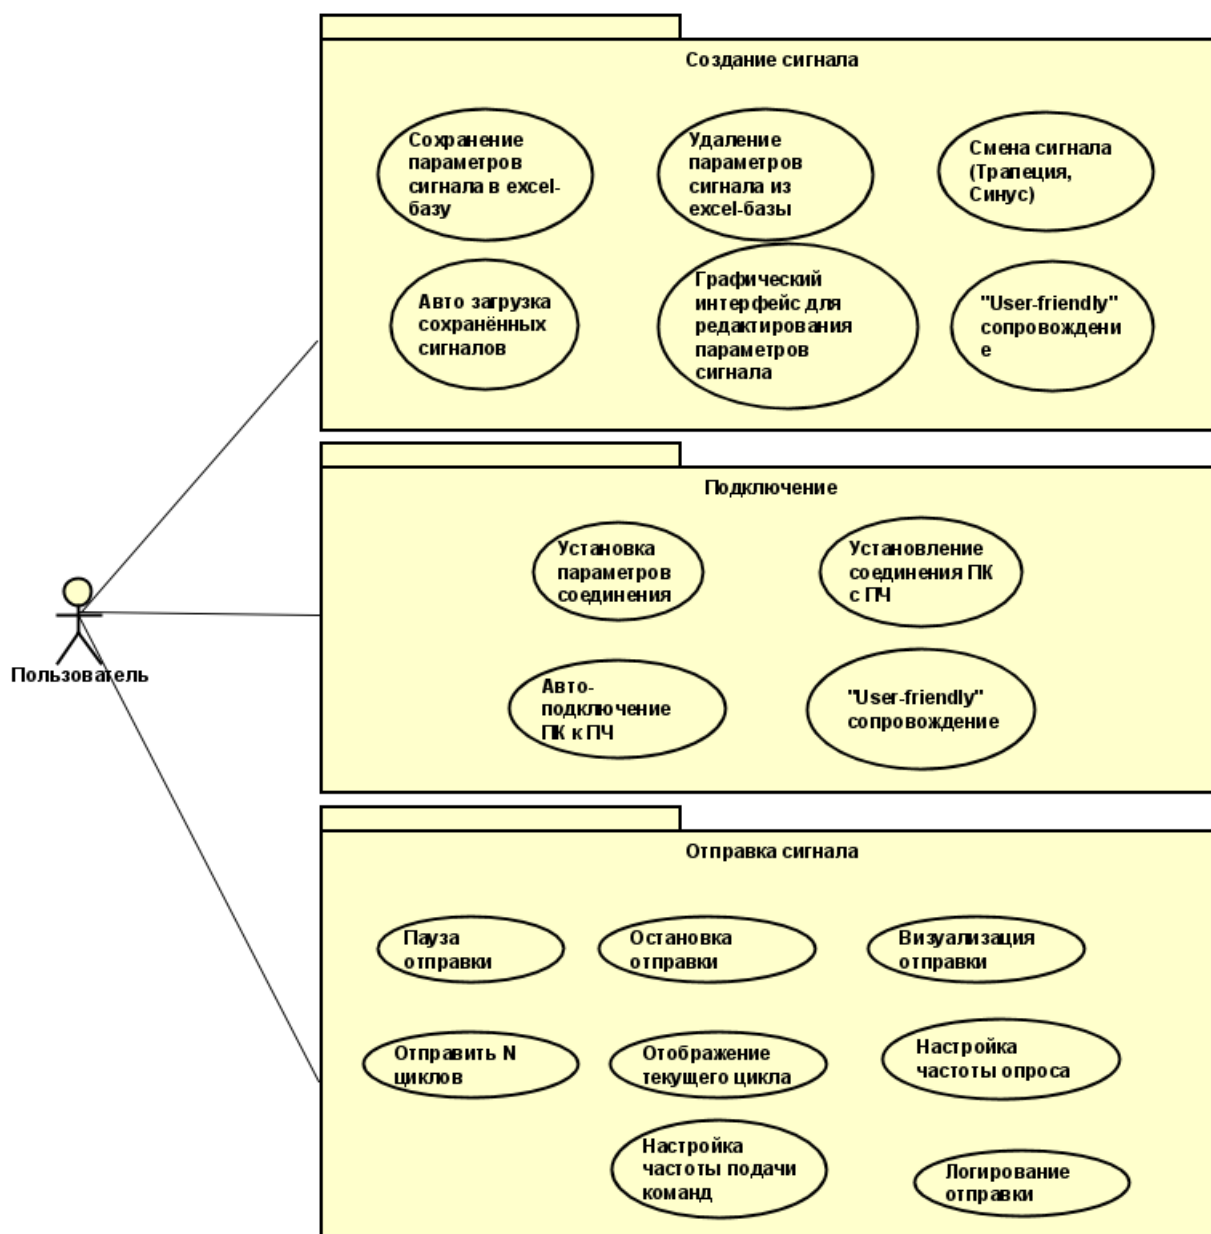 Создание сигнала
Сохранение
параметров
сигнала в excel-
базу
Удаление
параметров
сигнала из
excel-базы
Смена сигнала
(Трапеция,
Синус)
Авто загрузка
сохранённых
сигналов
Графический
интерфейс для
редактирования
параметров
сигнала
"User-friendly"
сопровождени
е
Подключение
Установка
параметров
соединения
Установление
соединения ПК
с ПЧ
Авто-
подключение
ПК к ПЧ
"User-friendly"
сопровождение
Пользователь
Отправка сигнала
Пауза
отправки
Остановка
отправки
Визуализация
отправки
Отправить N
циклов
Отображение
текущего цикла
Настройка
частоты опроса
Настройка
частоты подачи
команд
Логирование
отправки